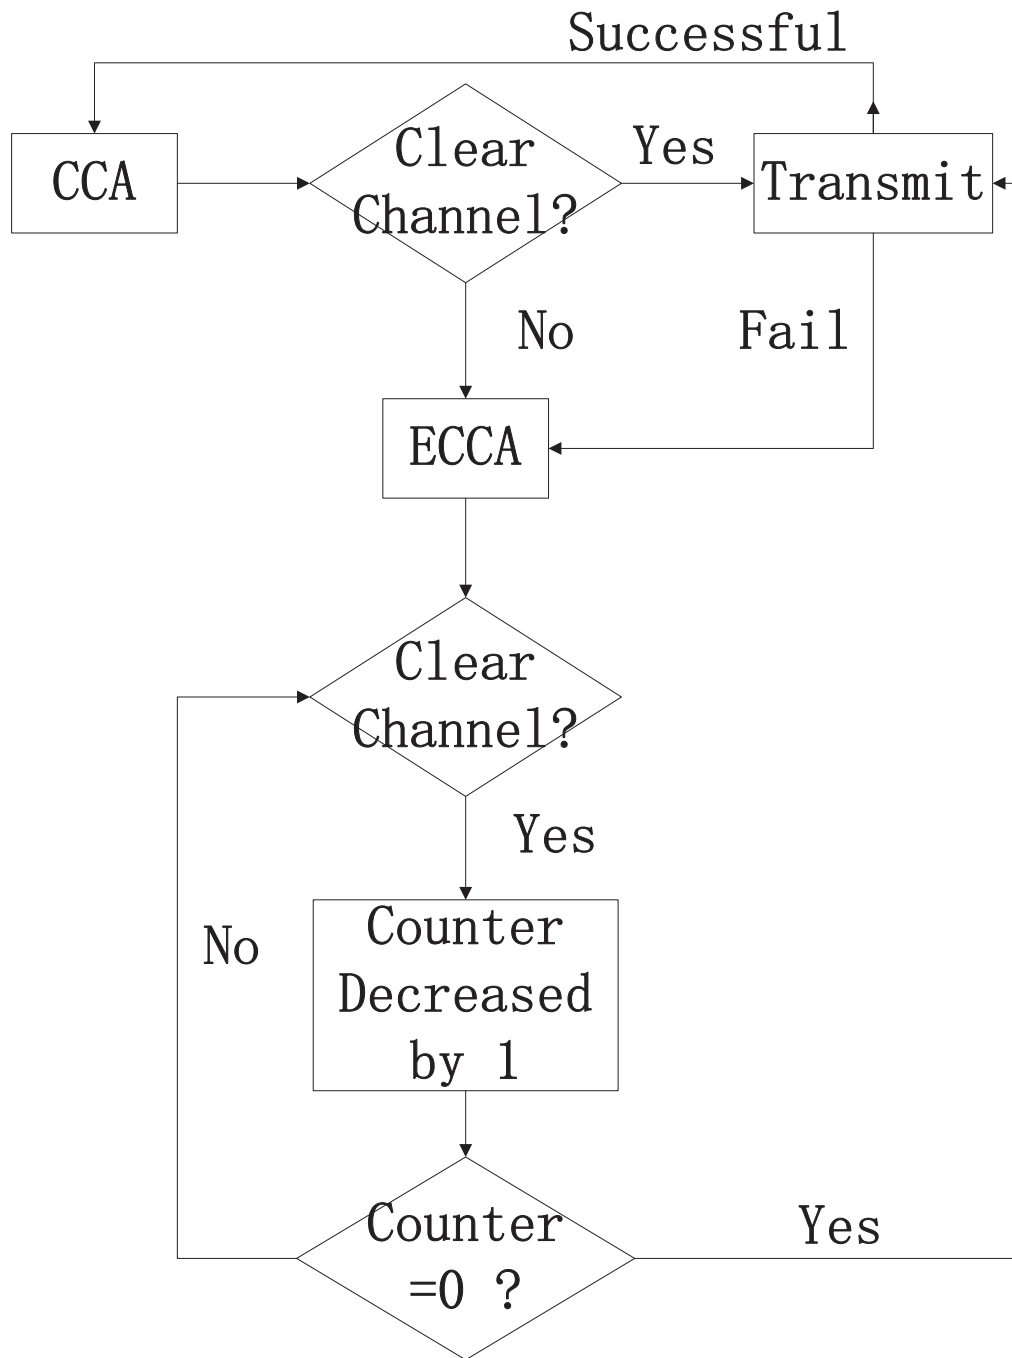 Successful
CCA
Clear
Channel?
Yes
Transmit
No
Fail
ECCA
Clear
Channel?
Yes
No
Counter
Decreased
by 1
Counter
=0 ?
Yes